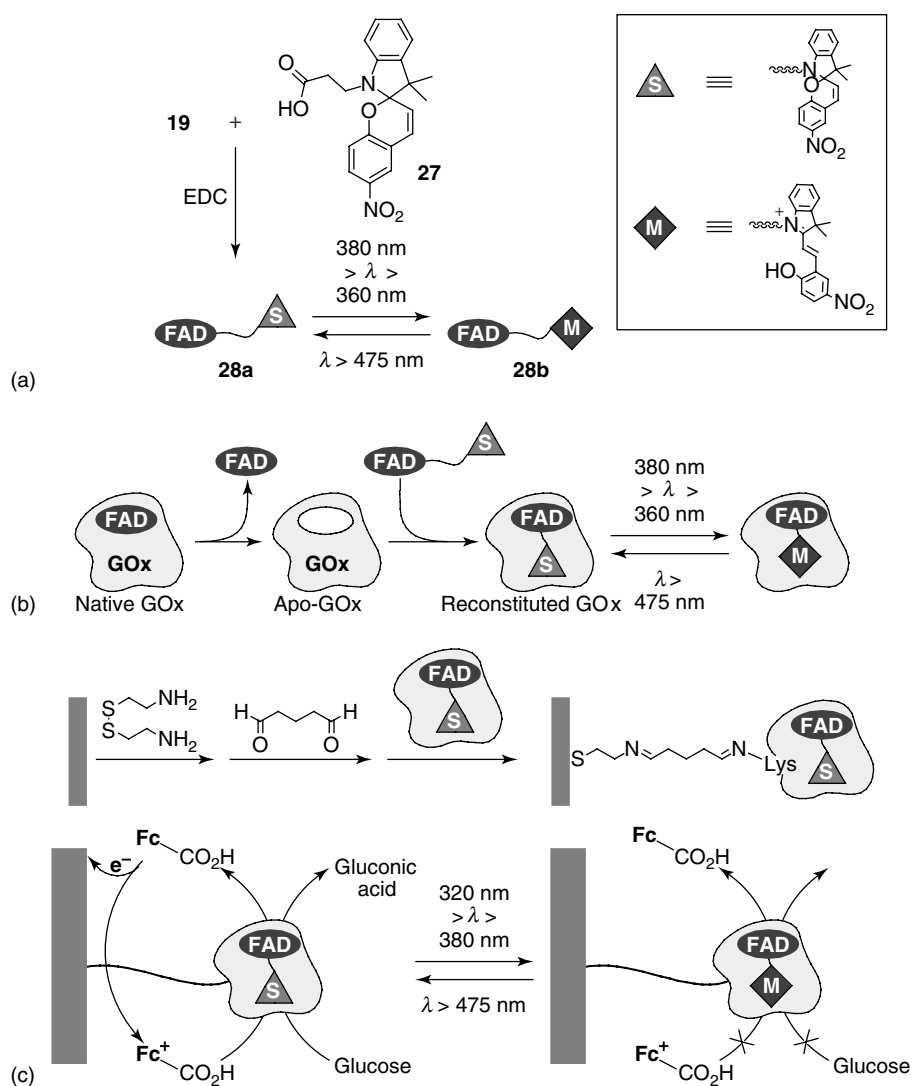 O
HO
N
O
NO2
27
19 +
EDC
380 nm
> λ >
360 nm
λ > 475 nm
FAD
S
28a
FAD
M
28b
(a)
S
≡
N
O
NO2
M
≡
+
N
HO
NO2
FAD
GOx
Native GOx
FAD
GOx
Apo-GOx
FAD
S
FAD
S
Reconstituted GOx
380 nm
> λ >
360 nm
λ>
475 nm
FAD
M
(b)
S
NH2
S
NH2
H
H
O
O
FAD
S
S
N
N
Lys
FAD
S
Fc
CO2H
e−
Gluconic
acid
FAD
S
Fc+
CO2H
Glucose
320 nm
> λ >
380 nm
λ > 475 nm
Fc
CO2H
FAD
M
Fc+
CO2H
Glucose
(c)